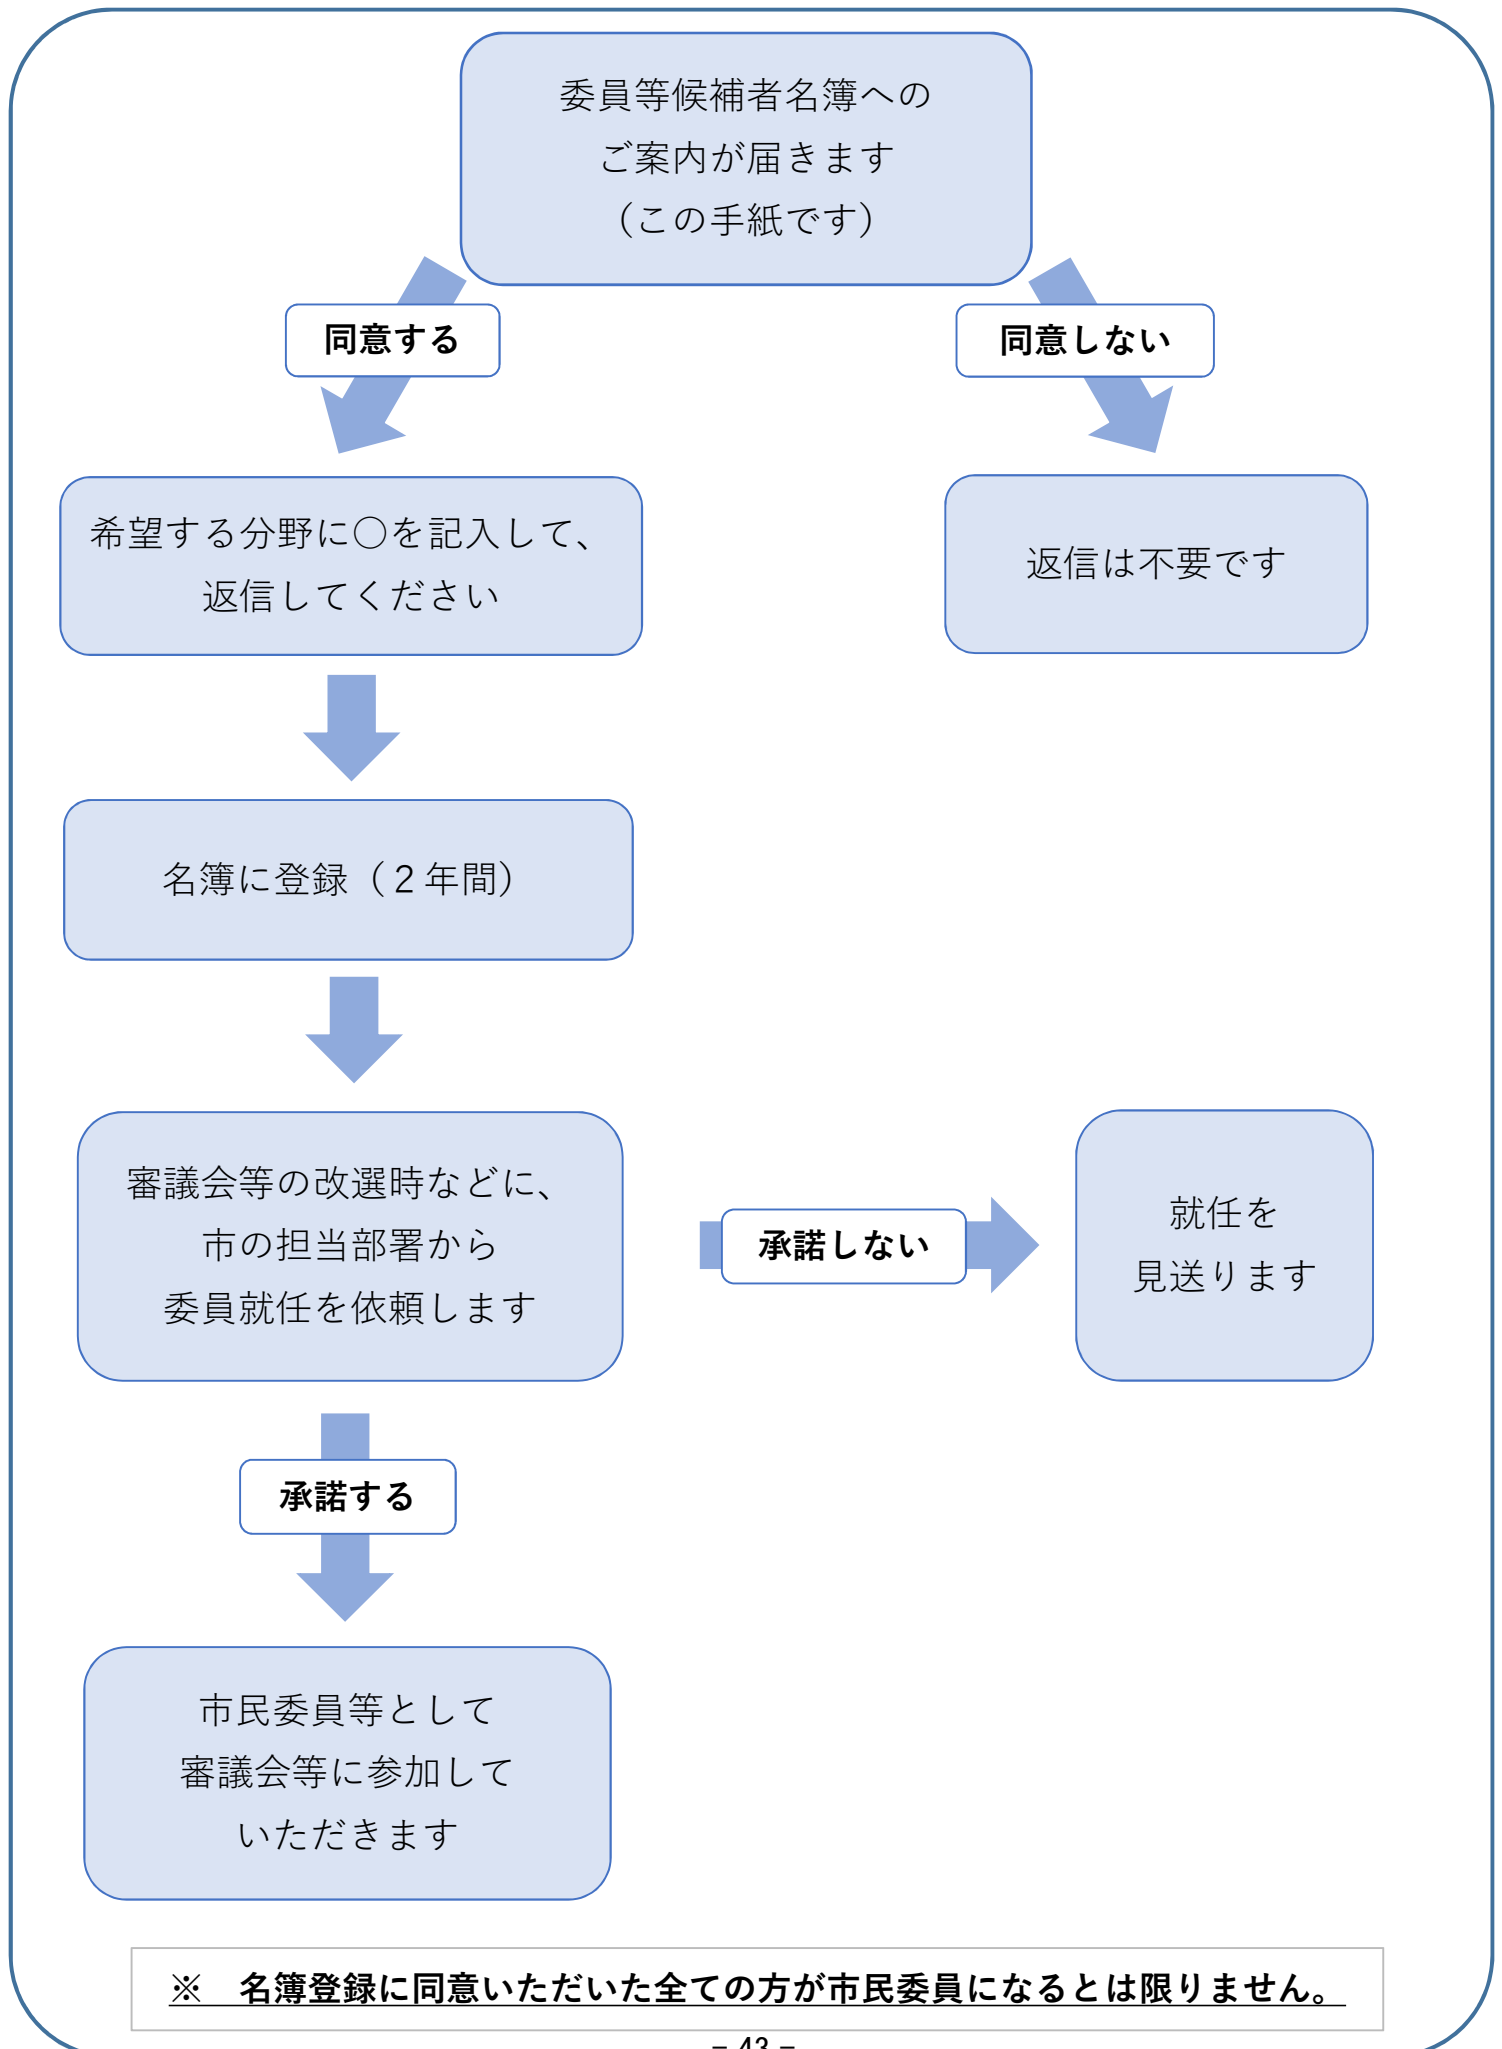 委員等候補者名簿への
ご案内が届きます
（この手紙です）
同意する
同意しない
希望する分野に○を記入して、
返信してください
返信は不要です
名簿に登録（２年間）
審議会等の改選時などに、
市の担当部署から
委員就任を依頼します
承諾しない
就任を
見送ります
承諾する
市民委員等として
審議会等に参加して
いただきます
※　名簿登録に同意いただいた全ての方が市民委員になるとは限りません。
- 43 -